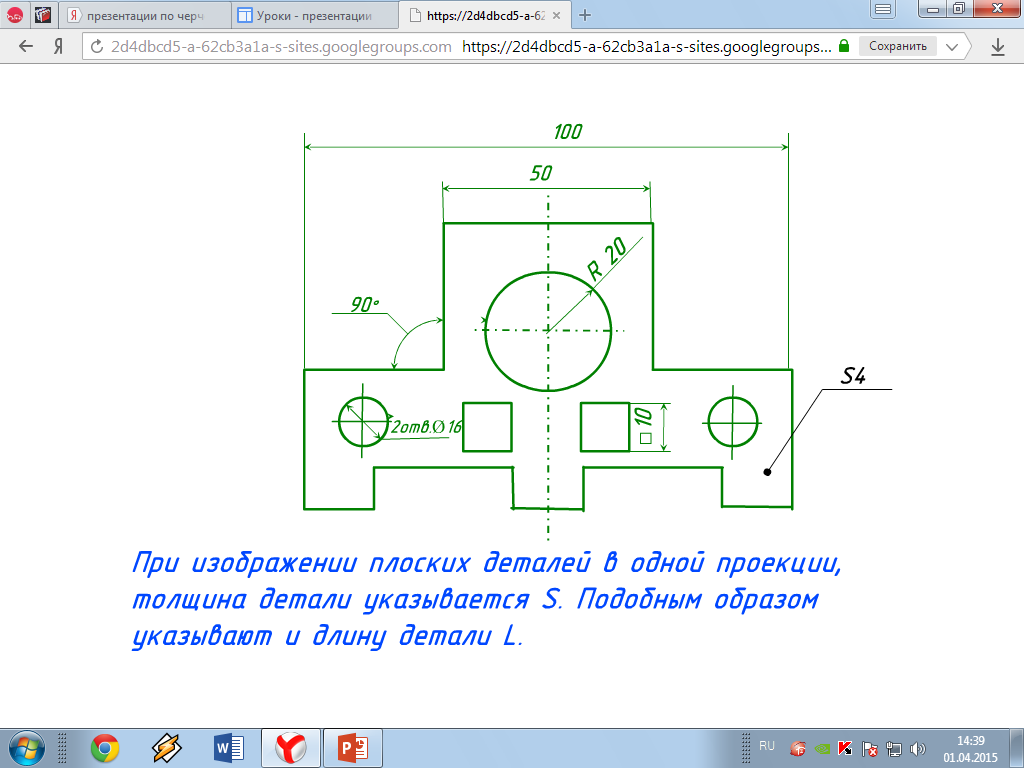 презентации по черч
Уроки - презентации
https://2d4dbcd5-a-62
Я
2d4dbcd5-a-62cb3a1a-s-sites.googlegroups.com https://2d4dbcd5-a-62cb3a1a-s-sites.googlegroups...
Сохранить
100
50
R 20
90°
S4
2отв.Ø 16
□ 10
При изображении плоских деталей в одной проекции,
толщина детали указывается S. Подобным образом
указывают и длину детали L.
RU
14:39
01.04.2015